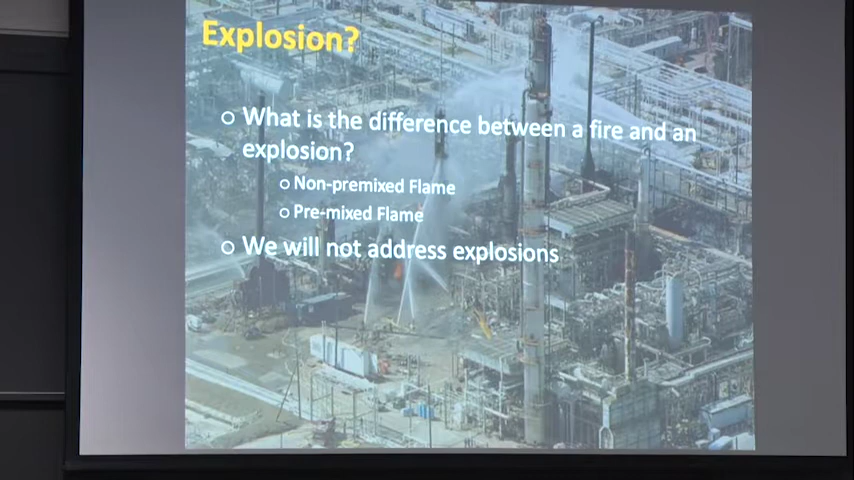 Explosion?
What is the difference between a fire and an
explosion?
Non-premixed Flame
Pre-mixed Flame
We will not address explosions